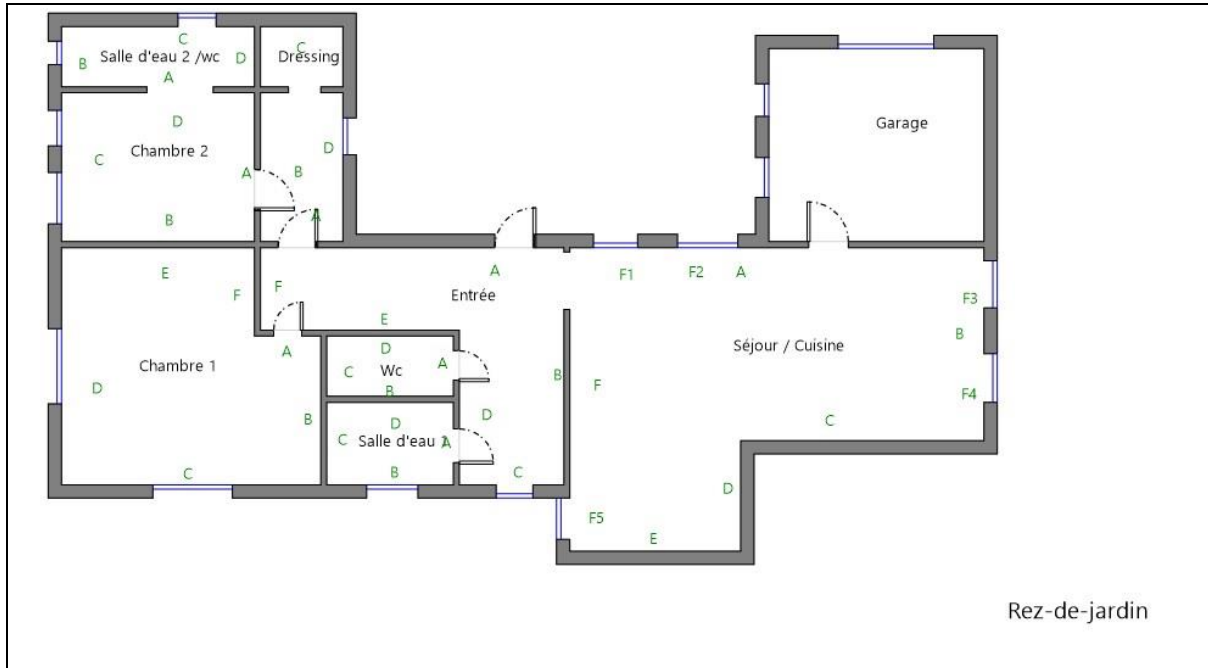 C
Salle d'eau 2 /wc
B
D
A
C
Dressing
D
Chambre 2
C
A
B
B
D
A
Garage
E
F
F
A
Entrée
E
A
Chambre 1
D
B
C
D
C
Wc
A
B
D
C
Salle d'eau 1
A
B
B
D
C
F1
F2
A
F3
B
Séjour / Cuisine
F
F4
C
D
F5
E
Rez-de-jardin